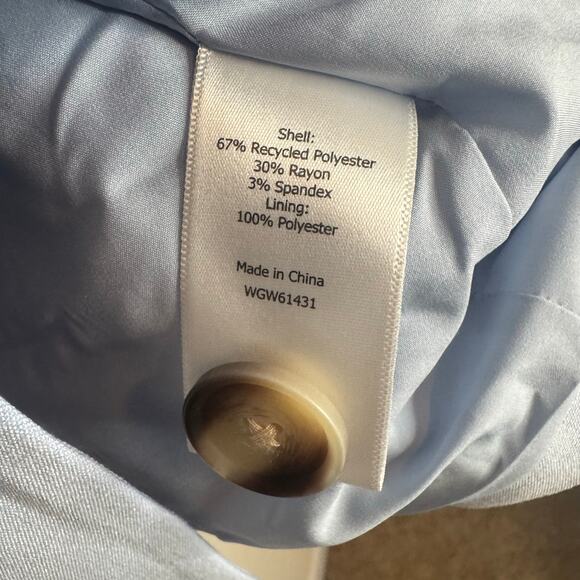 Shell:
67% Recycled Polyester
30% Rayon
3% Spandex
Lining:
100% Polyester
Made in China
WGW61431